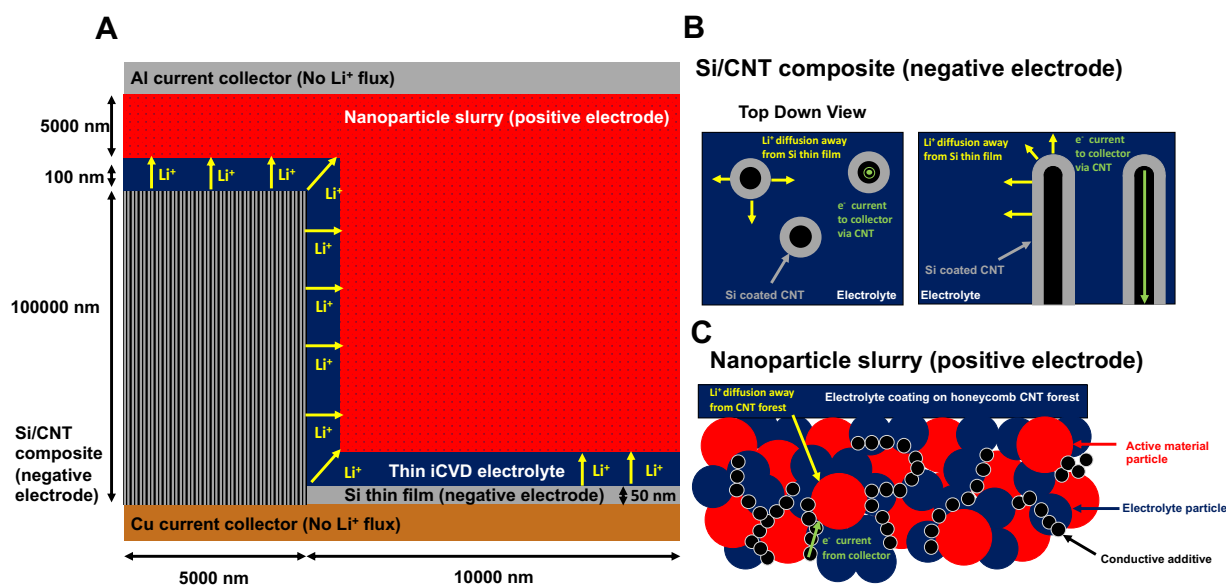 A
Al current collector (No Li⁺ flux)
5000 nm
Nanoparticle slurry (positive electrode)
100 nm
Li⁺
Li⁺
Li⁺
Li⁺
Li⁺
Li⁺
Li⁺
Li⁺
100000 nm
Si/CNT
composite
(negative
electrode)
Li⁺
Thin iCVD electrolyte
Li⁺
Li⁺
Si thin film (negative electrode)
50 nm
Cu current collector (No Li⁺ flux)
5000 nm
10000 nm
B
Si/CNT composite (negative electrode)
Top Down View
Li⁺ diffusion away
from Si thin film
e⁻ current
to collector
via CNT
Si coated CNT
Electrolyte
Li⁺ diffusion away
from Si thin film
e⁻ current
to collector
via CNT
Si coated CNT
Electrolyte
C
Nanoparticle slurry (positive electrode)
Li⁺ diffusion away
from CNT forest
Electrolyte coating on honeycomb CNT forest
Active material
particle
Electrolyte particle
Conductive additive
e⁻ current
from collector